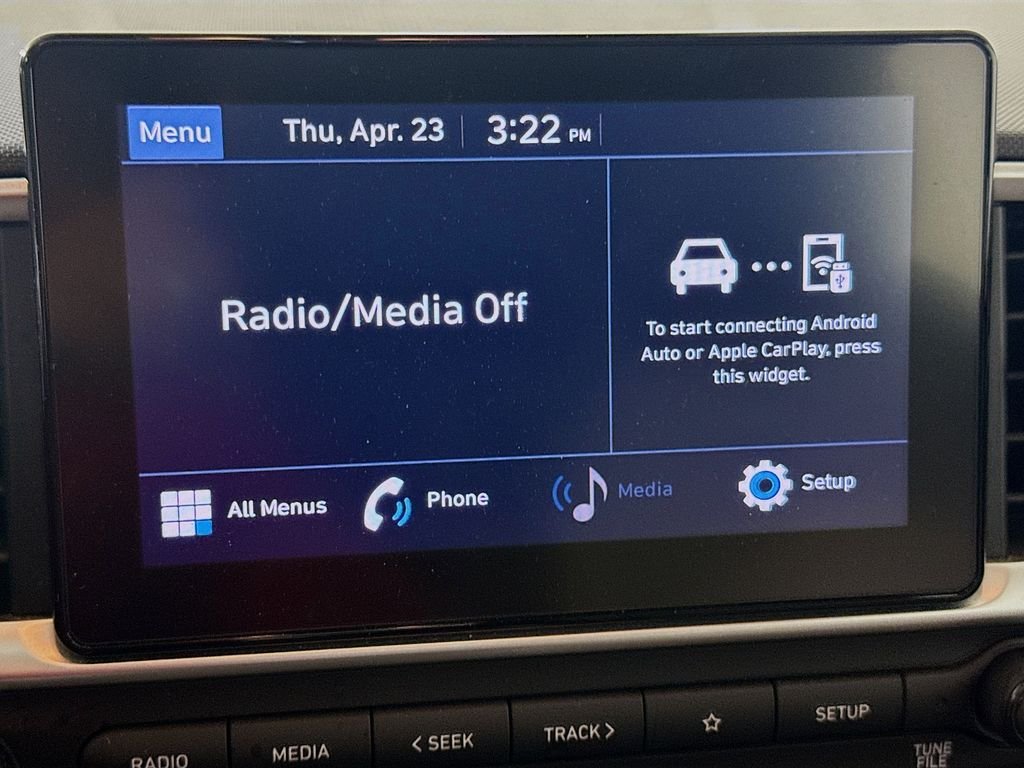 Menu
Thu, Apr. 23
3:22 PM
Radio/Media Off
To start connecting Android
Auto or Apple CarPlay, press
this widget.
All Menus
Phone
Media
Setup
RADIO
MEDIA
< SEEK
TRACK >
☆
SETUP
TUNE
FILE